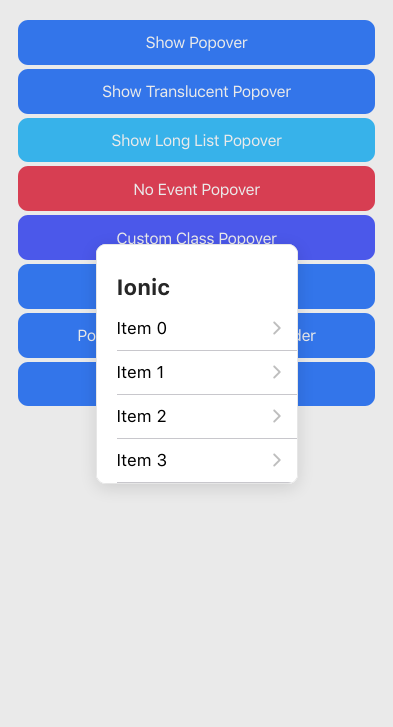 Show Popover
Show Translucent Popover
Show Long List Popover
No Event Popover
Custom Class Popover
Ionic
Item 0
Item 1
Item 2
Item 3